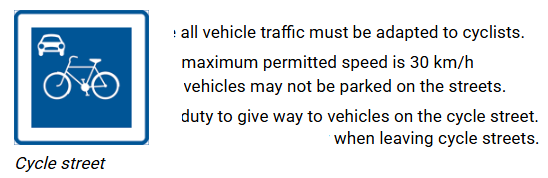 all vehicle traffic must be adapted to cyclists.
maximum permitted speed is 30 km/h
vehicles may not be parked on the streets.
duty to give way to vehicles on the cycle street.
when leaving cycle streets.
Cycle street